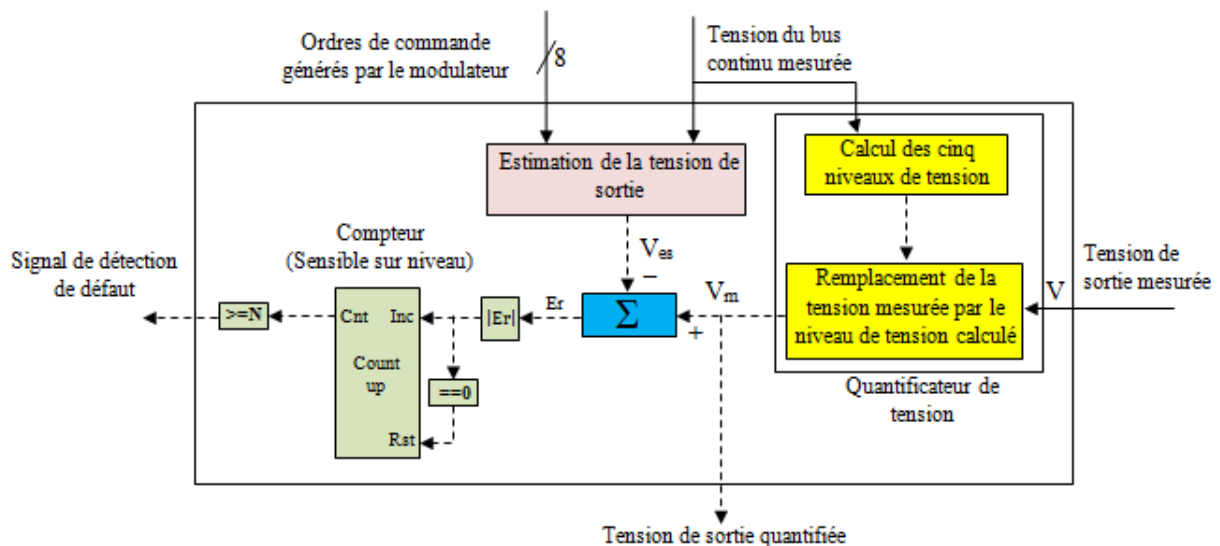 Ordres de commande
générés par le modulateur
8
Tension du bus
continu mesurée
Estimation de la tension de
sortie
Calcul des cinq
niveaux de tension
Compteur
(Sensible sur niveau)
Signal de détection
de défaut
V_es
−
Tension de
sortie mesurée
Remplacement de la
tension mesurée par le
niveau de tension calculé
V
V_m
+
Σ
Er
|Er|
Cnt Inc
>=N
Count
up
==0
Rst
Quantificateur de
tension
Tension de sortie quantifiée